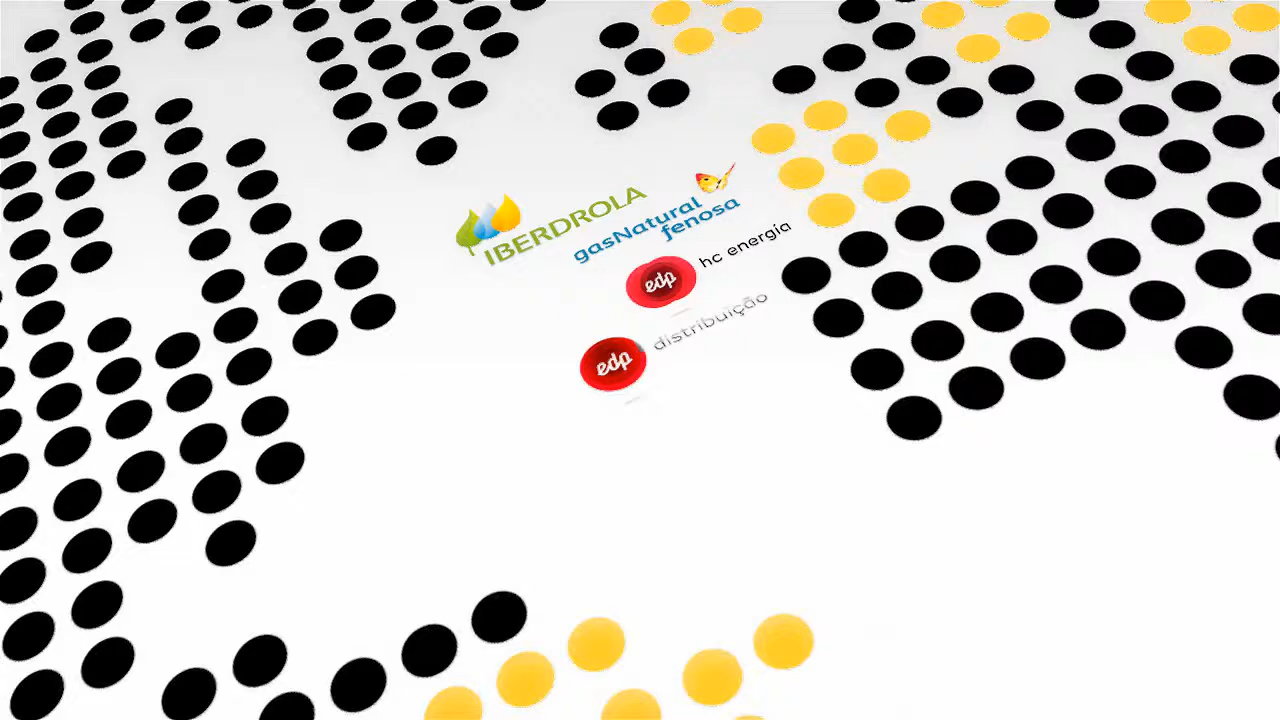 IBERDROLA
gasNatural
fenosa
edp hc energia
edp distribuição